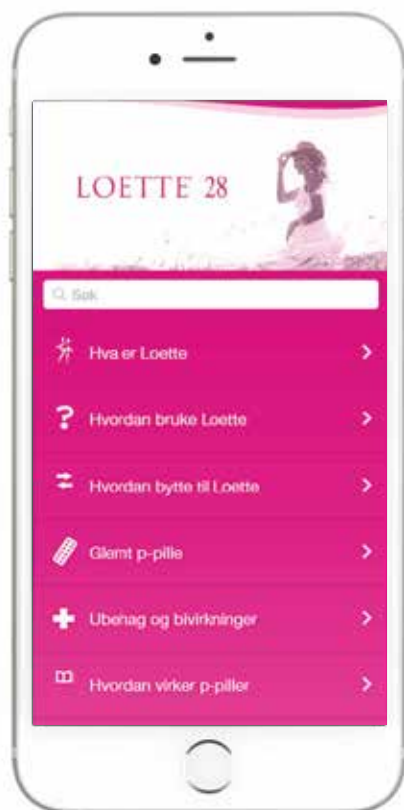 LOETTE 28
Søk
Hva er Loette
Hvordan bruke Loette
Hvordan bytte til Loette
Glemt p-pille
Ubehag og bivirkninger
Hvordan virker p-piller